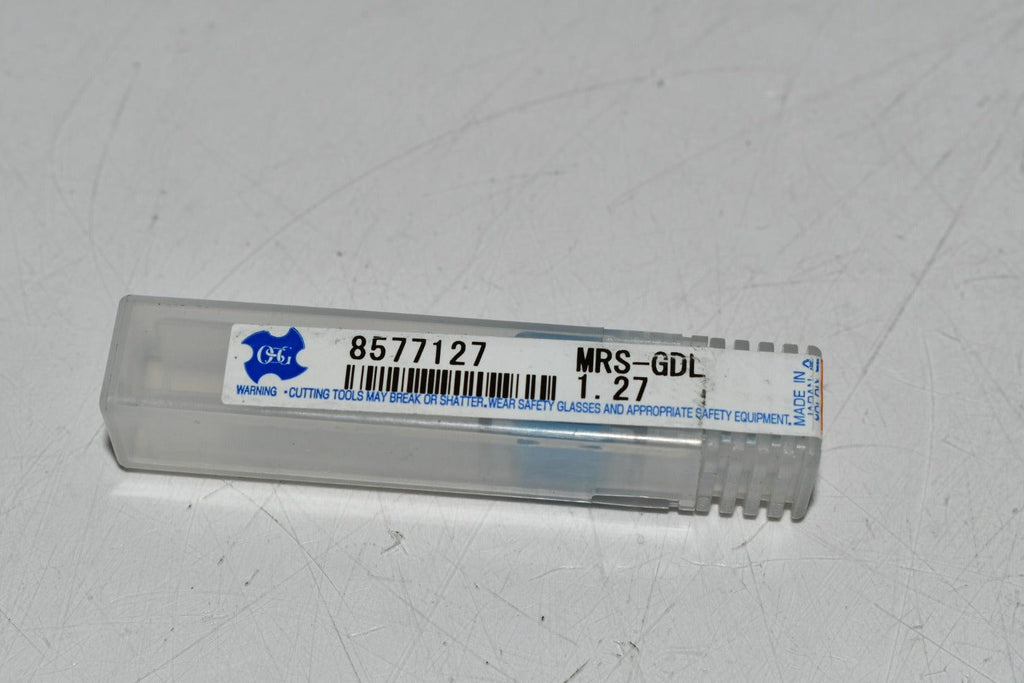 OSG
8577127
MRS-GDL
1.27
WARNING • CUTTING TOOLS MAY BREAK OR SHATTER. WEAR SAFETY GLASSES AND APPROPRIATE SAFETY EQUIPMENT.
MADE IN
JAPAN